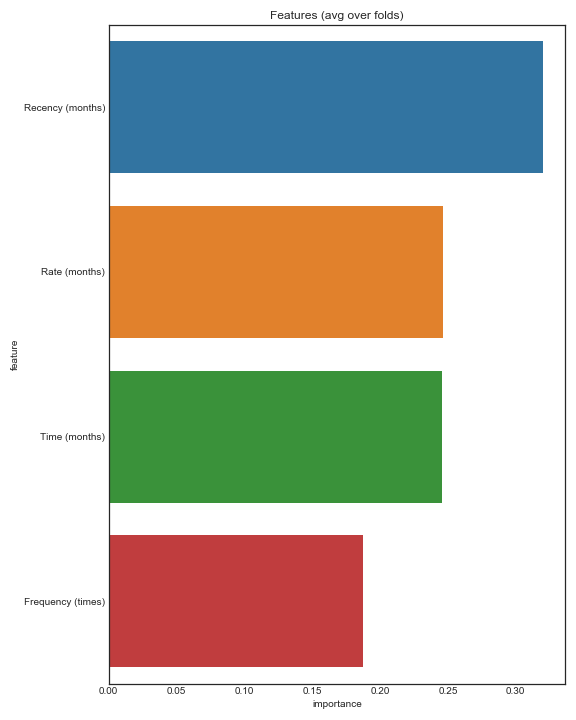 Features (avg over folds)
Recency (months)
Rate (months)
Time (months)
Frequency (times)
feature
0.00 0.05 0.10 0.15 0.20 0.25 0.30
importance